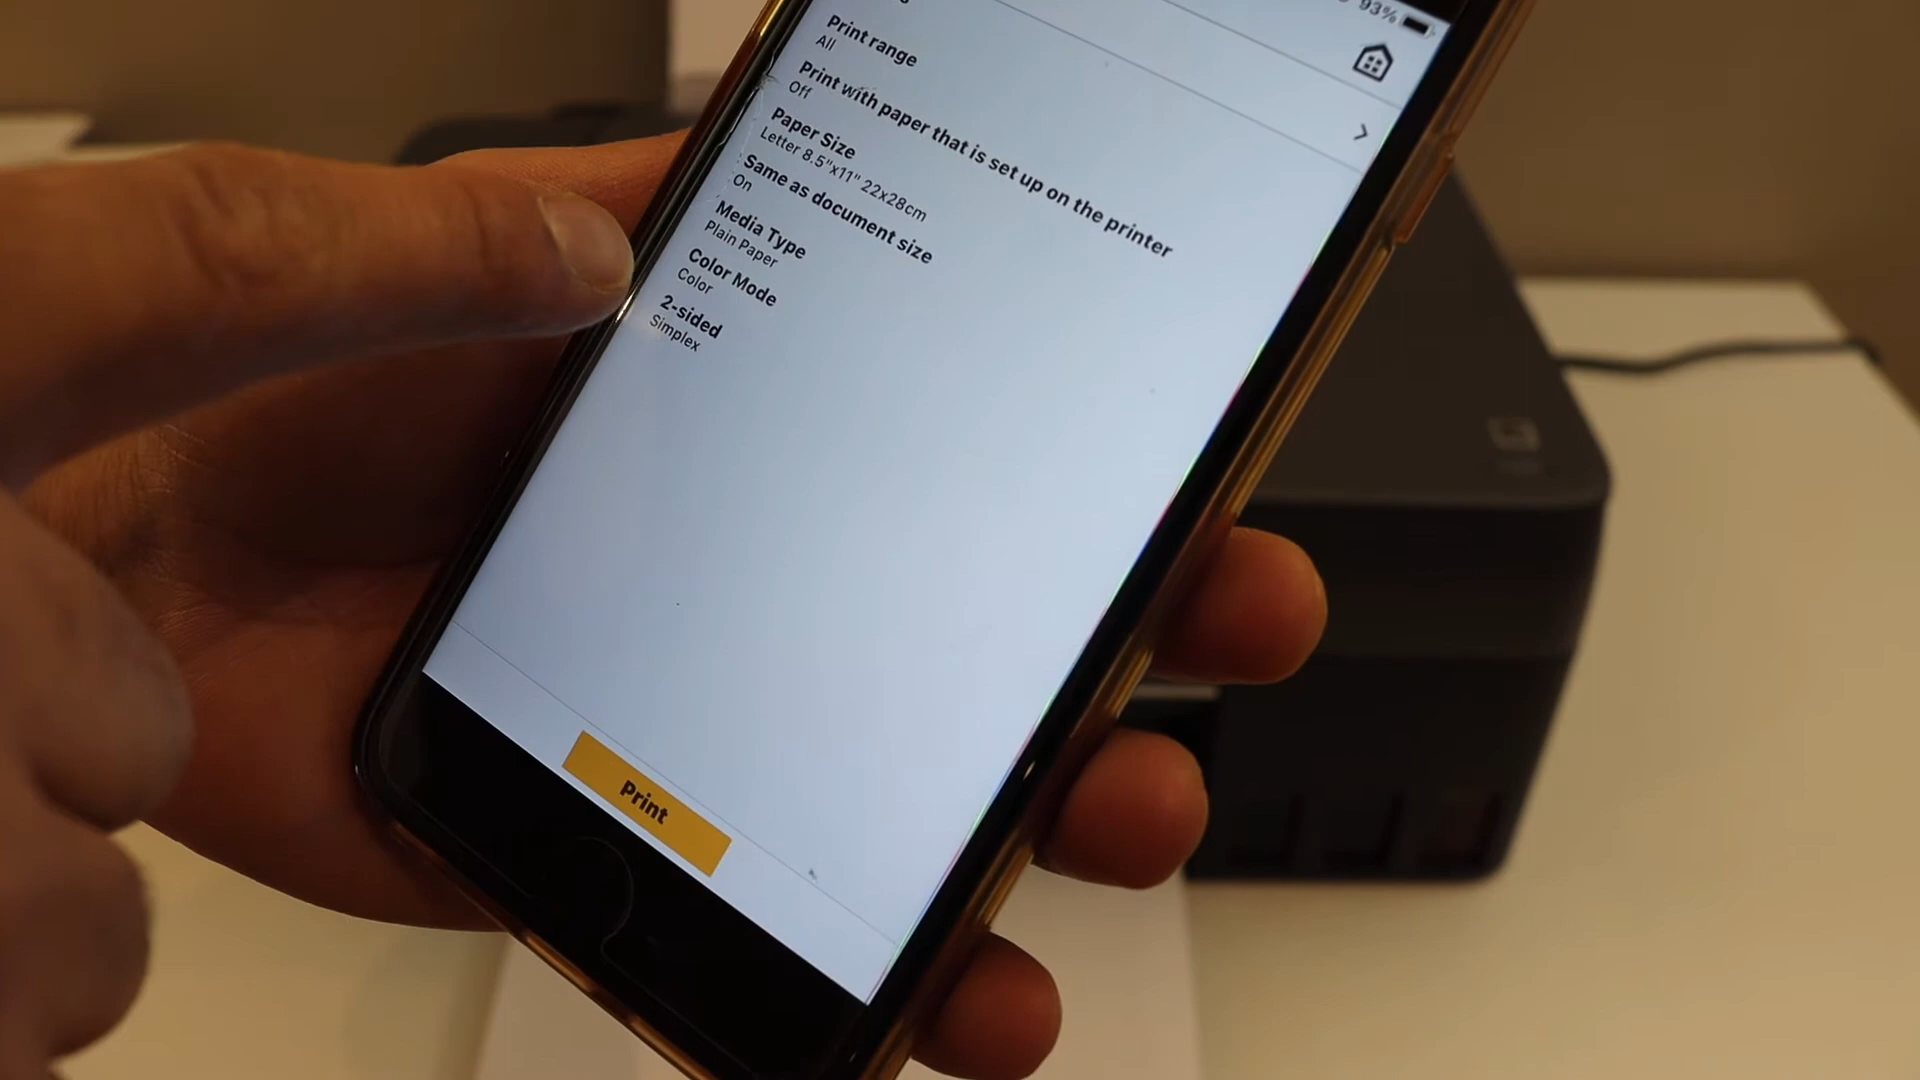 93%
Print range
All
Print with paper that is set up on the printer
Off
Paper Size
Letter 8.5"x11" 22x28cm
Same as document size
On
Media Type
Plain Paper
Color Mode
Color
2-sided
Simplex
Print